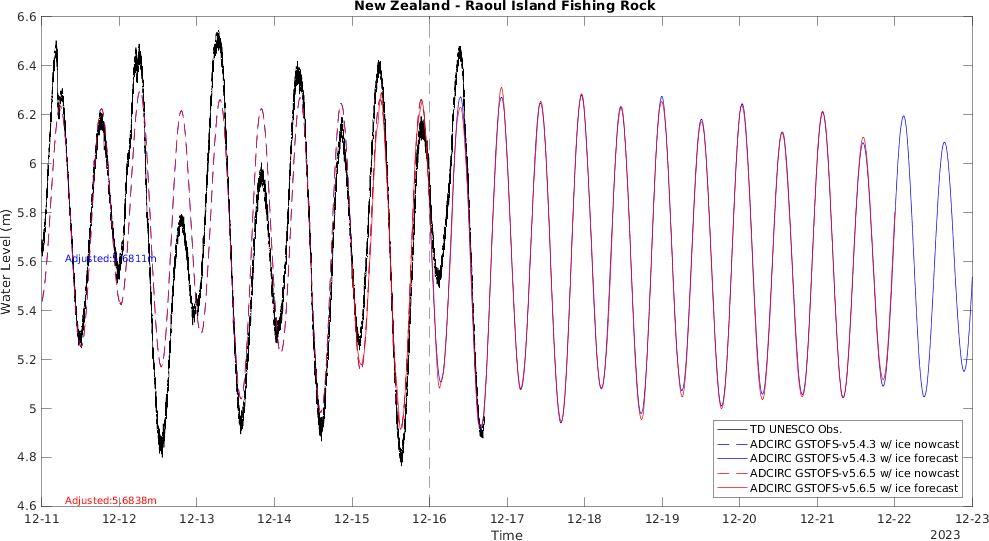 New Zealand - Raoul Island Fishing Rock
6.6
6.4
6.2
6
5.8
5.6
5.4
5.2
5
4.8
4.6
Water Level (m)
Adjusted:5.6811m
Adjusted:5.6838m
TD UNESCO Obs.
ADCIRC GSTOFS-v5.4.3 w/ ice nowcast
ADCIRC GSTOFS-v5.4.3 w/ ice forecast
ADCIRC GSTOFS-v5.6.5 w/ ice nowcast
ADCIRC GSTOFS-v5.6.5 w/ ice forecast
12-11 12-12 12-13 12-14 12-15 12-16 12-17 12-18 12-19 12-20 12-21 12-22 12-23
Time
2023